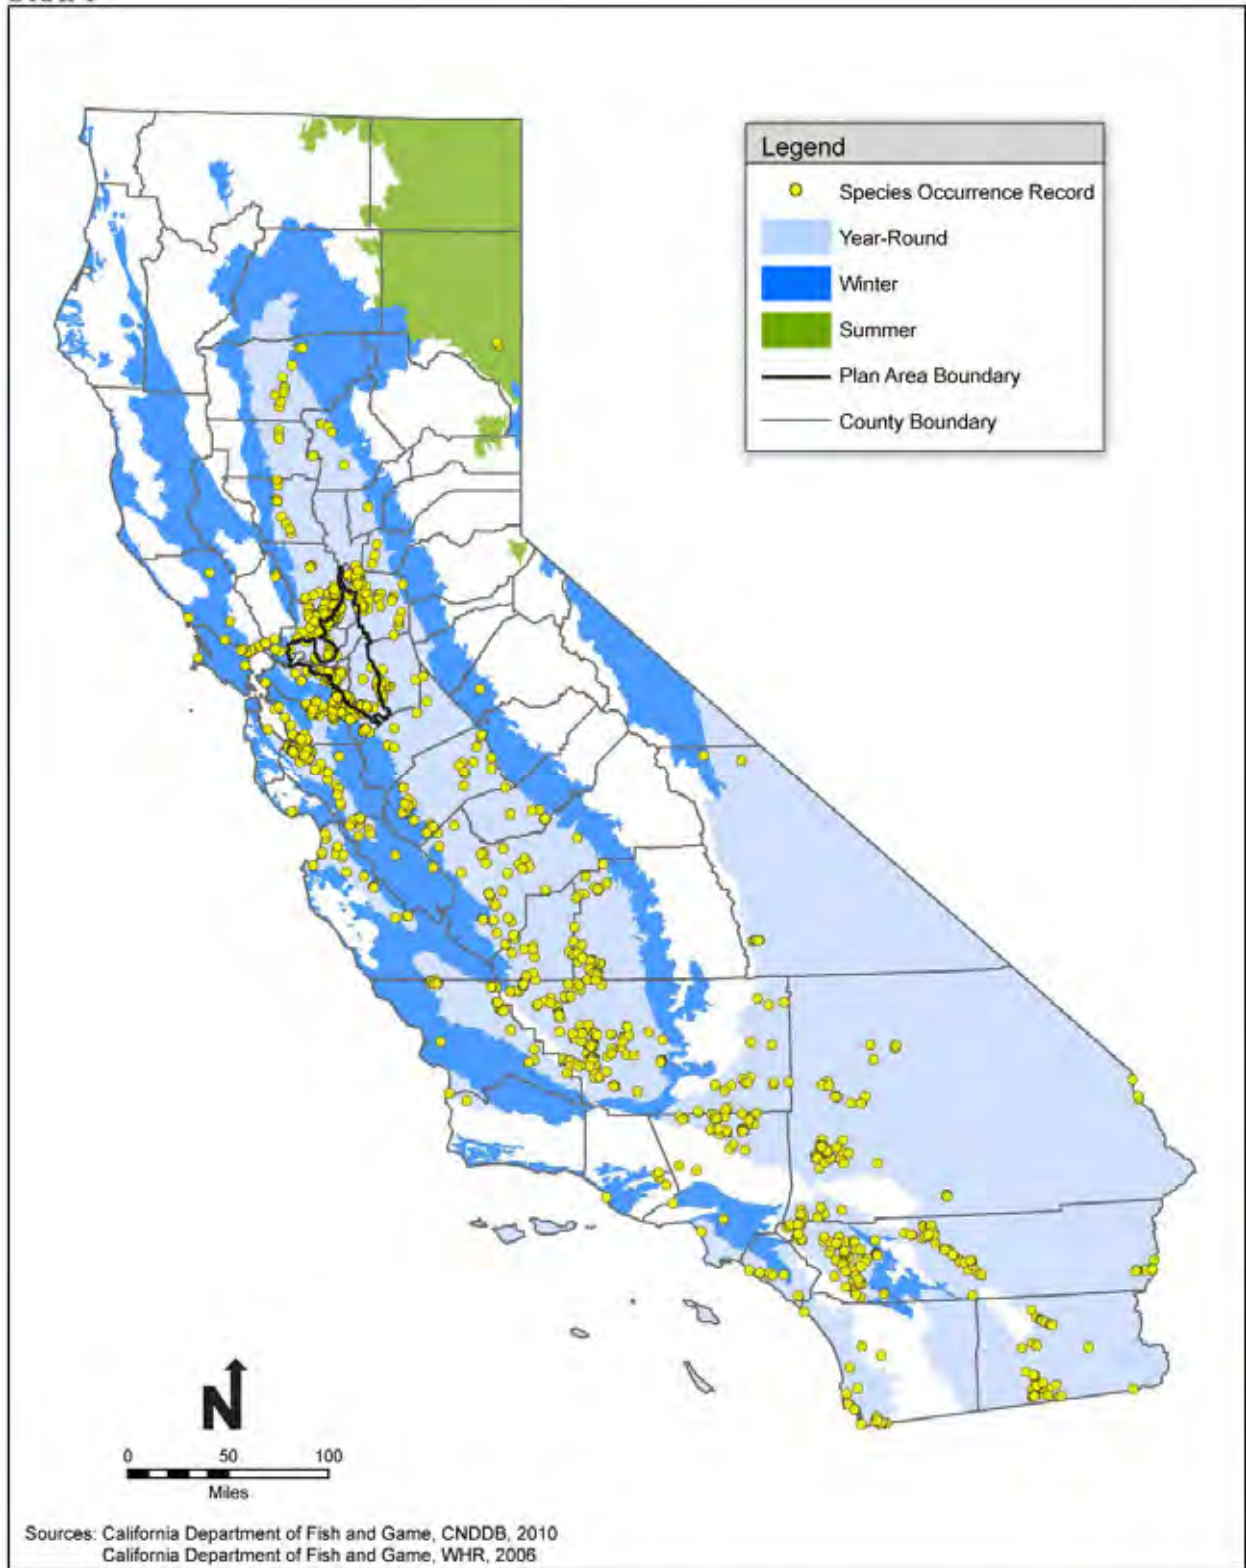 Legend
Species Occurrence Record
Year-Round
Winter
Summer
Plan Area Boundary
County Boundary
N
0 50 100
Miles
Sources: California Department of Fish and Game, CNDDB, 2010
California Department of Fish and Game, WHR, 2006